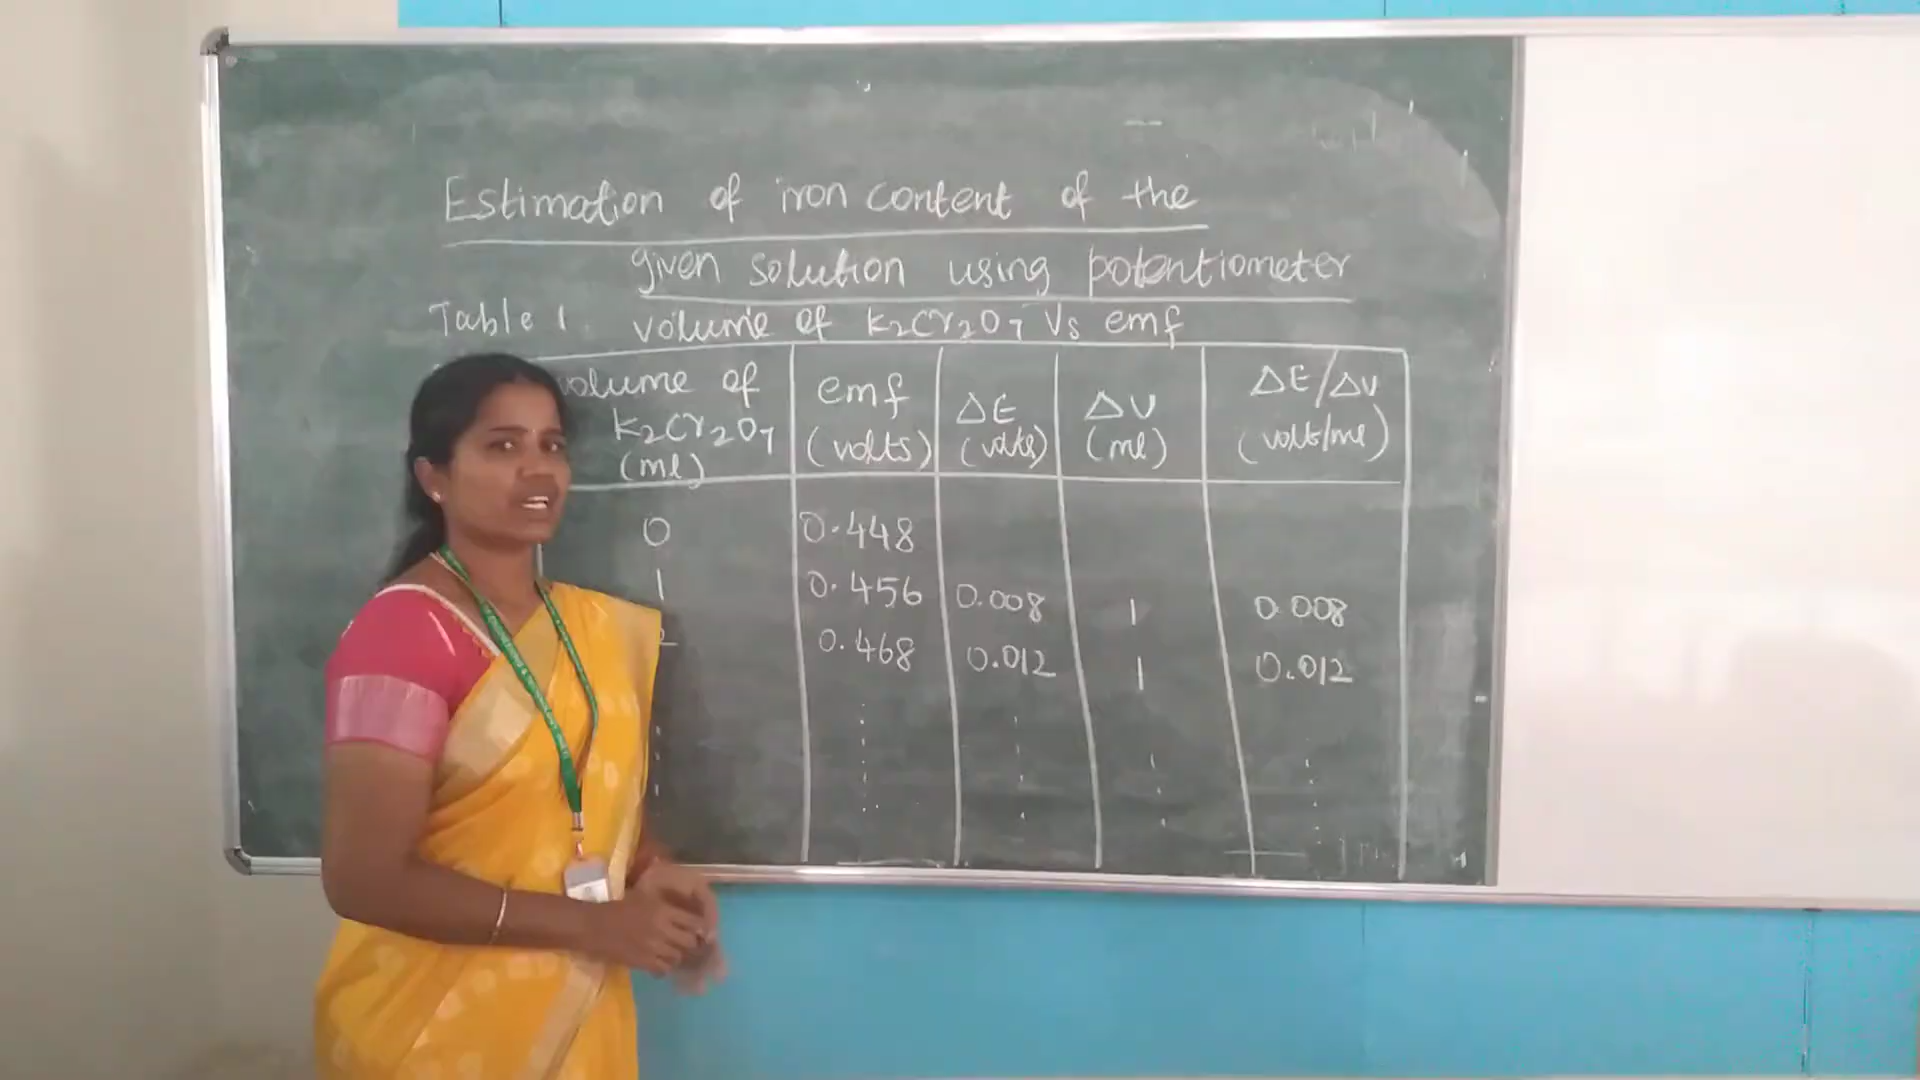 Estimation of iron content of the
given solution using potentiometer
Table 1. volume of K₂Cr₂O₇ Vs emf
volume of K₂Cr₂O₇ (ml) emf (volts) ΔE (volts) ΔV (ml) ΔE/ΔV (volt/ml)
0 0.448
1 0.456 0.008 1 0.008
2 0.468 0.012 1 0.012